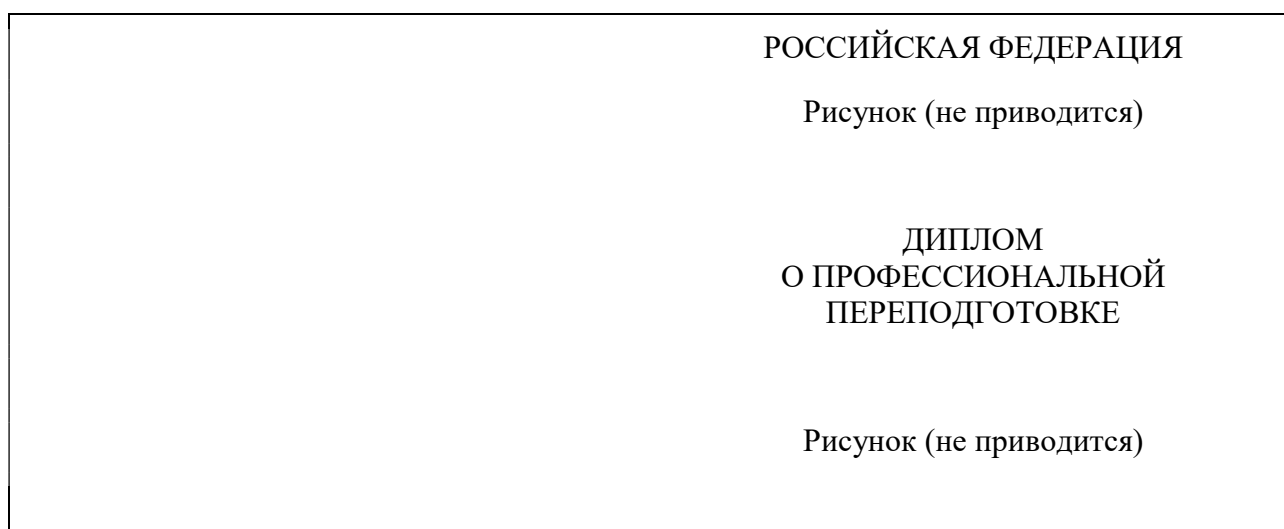 РОССИЙСКАЯ ФЕДЕРАЦИЯ
Рисунок (не приводится)
ДИПЛОМ
О ПРОФЕССИОНАЛЬНОЙ
ПЕРЕПОДГОТОВКЕ
Рисунок (не приводится)